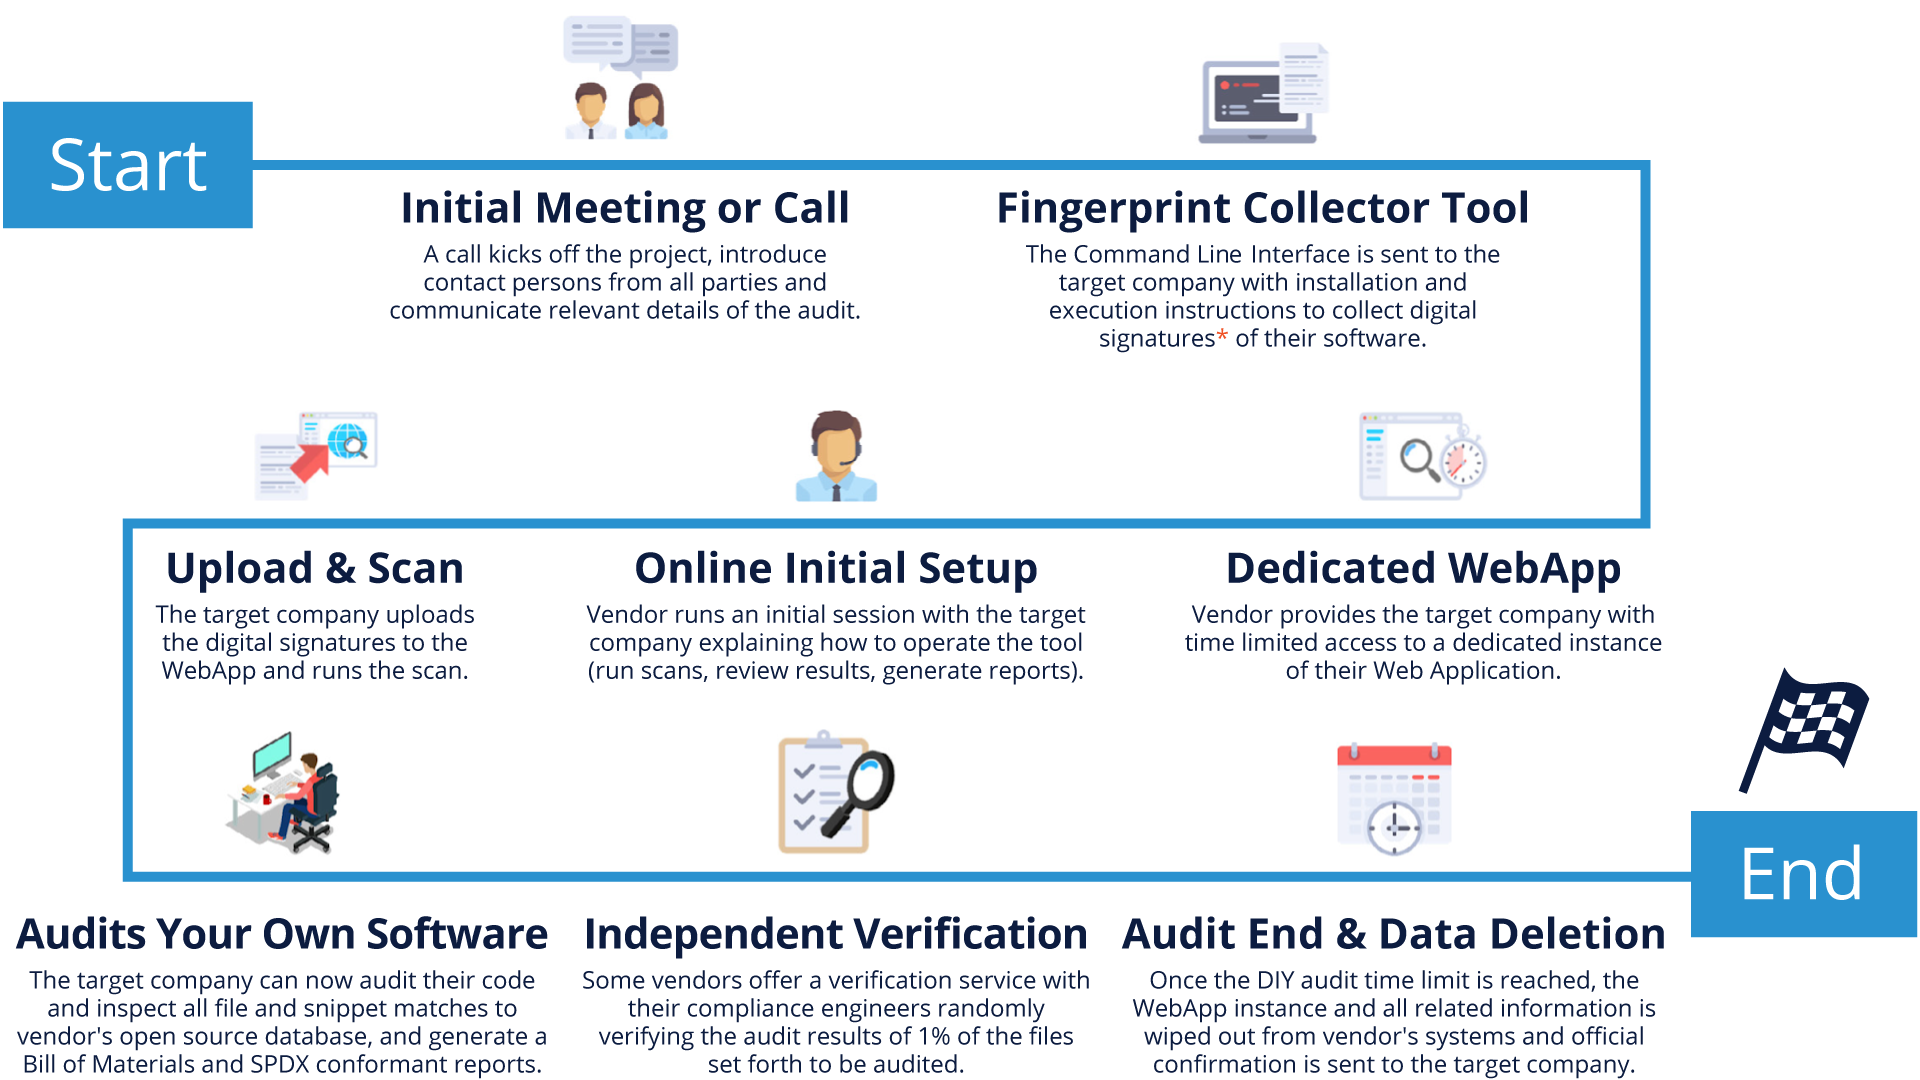 Start
Initial Meeting or Call
A call kicks off the project, introduce
contact persons from all parties and
communicate relevant details of the audit.
Fingerprint Collector Tool
The Command Line Interface is sent to the
target company with installation and
execution instructions to collect digital
signatures* of their software.
Dedicated WebApp
Vendor provides the target company with
time limited access to a dedicated instance
of their Web Application.
Online Initial Setup
Vendor runs an initial session with the target
company explaining how to operate the tool
(run scans, review results, generate reports).
Upload & Scan
The target company uploads
the digital signatures to the
WebApp and runs the scan.
Audits Your Own Software
The target company can now audit their code
and inspect all file and snippet matches to
vendor's open source database, and generate a
Bill of Materials and SPDX conformant reports.
Independent Verification
Some vendors offer a verification service with
their compliance engineers randomly
verifying the audit results of 1% of the files
set forth to be audited.
Audit End & Data Deletion
Once the DIY audit time limit is reached, the
WebApp instance and all related information is
wiped out from vendor's systems and official
confirmation is sent to the target company.
End